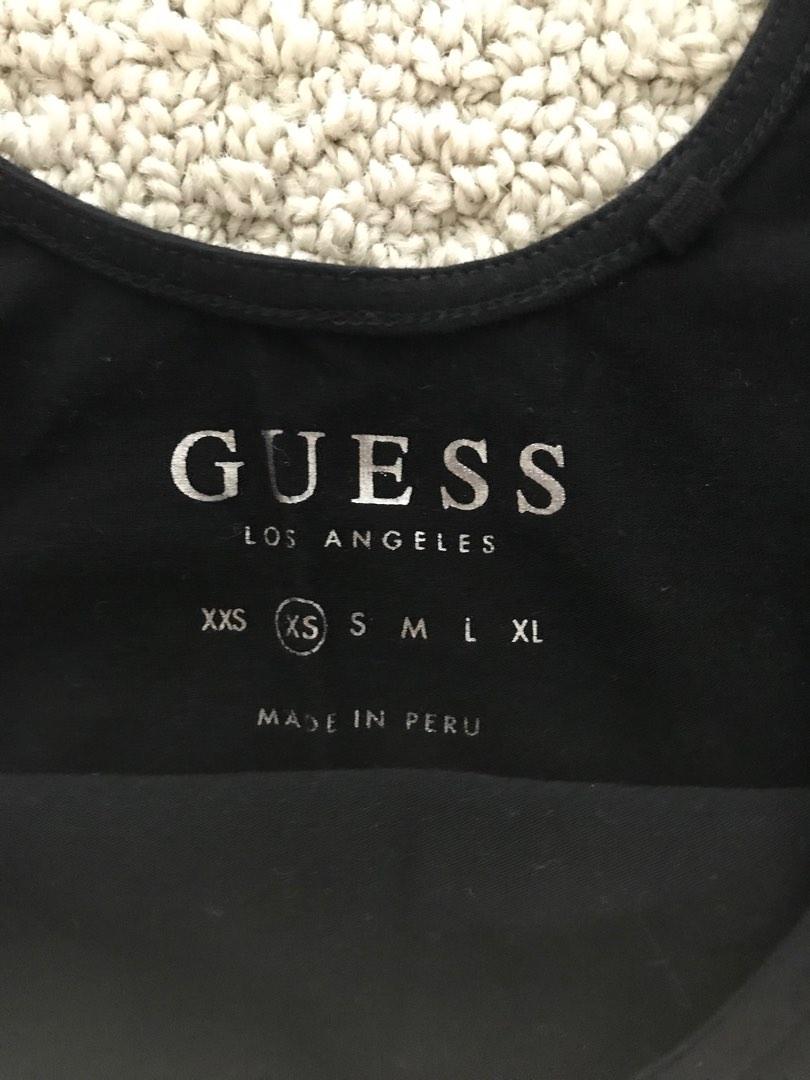 GUESS
LOS ANGELES
XXS XS S M L XL
MADE IN PERU